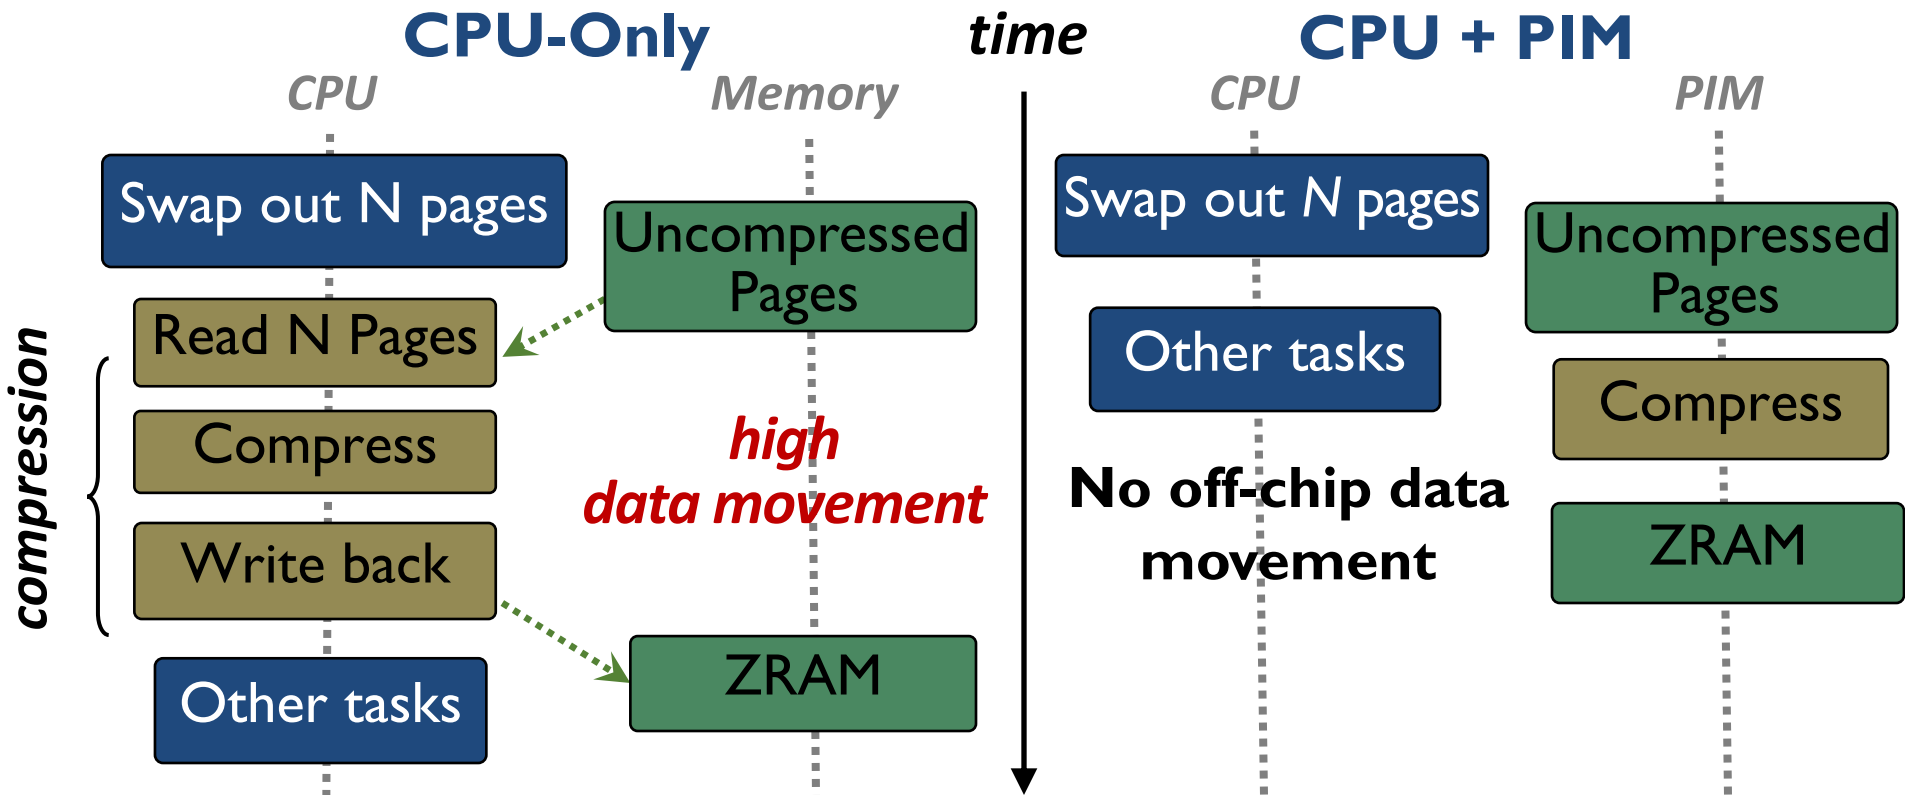 CPU-Only
time
CPU + PIM
CPU
Memory
CPU
PIM
Swap out N pages
Uncompressed
Pages
Read N Pages
Compress
Write back
compression
high
data movement
Other tasks
ZRAM
Swap out N pages
Other tasks
No off-chip data
movement
Uncompressed
Pages
Compress
ZRAM